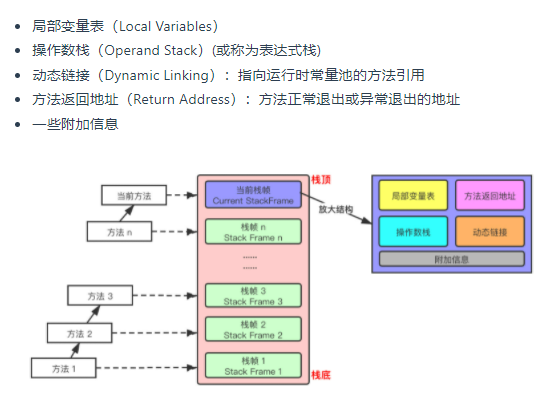 局部变量表（Local Variables）
操作数栈（Operand Stack）(或称为表达式栈)
动态链接（Dynamic Linking）：指向运行时常量池的方法引用
方法返回地址（Return Address）：方法正常退出或异常退出的地址
一些附加信息
栈顶
当前方法
当前栈帧
Current StackFrame
放大结构
局部变量表
方法返回地址
方法 n
栈帧 n
Stack Frame n
操作数栈
动态链接
......
......
附加信息
方法 3
栈帧 3
Stack Frame 3
方法 2
栈帧 2
Stack Frame 2
方法 1
栈帧 1
Stack Frame 1
栈底